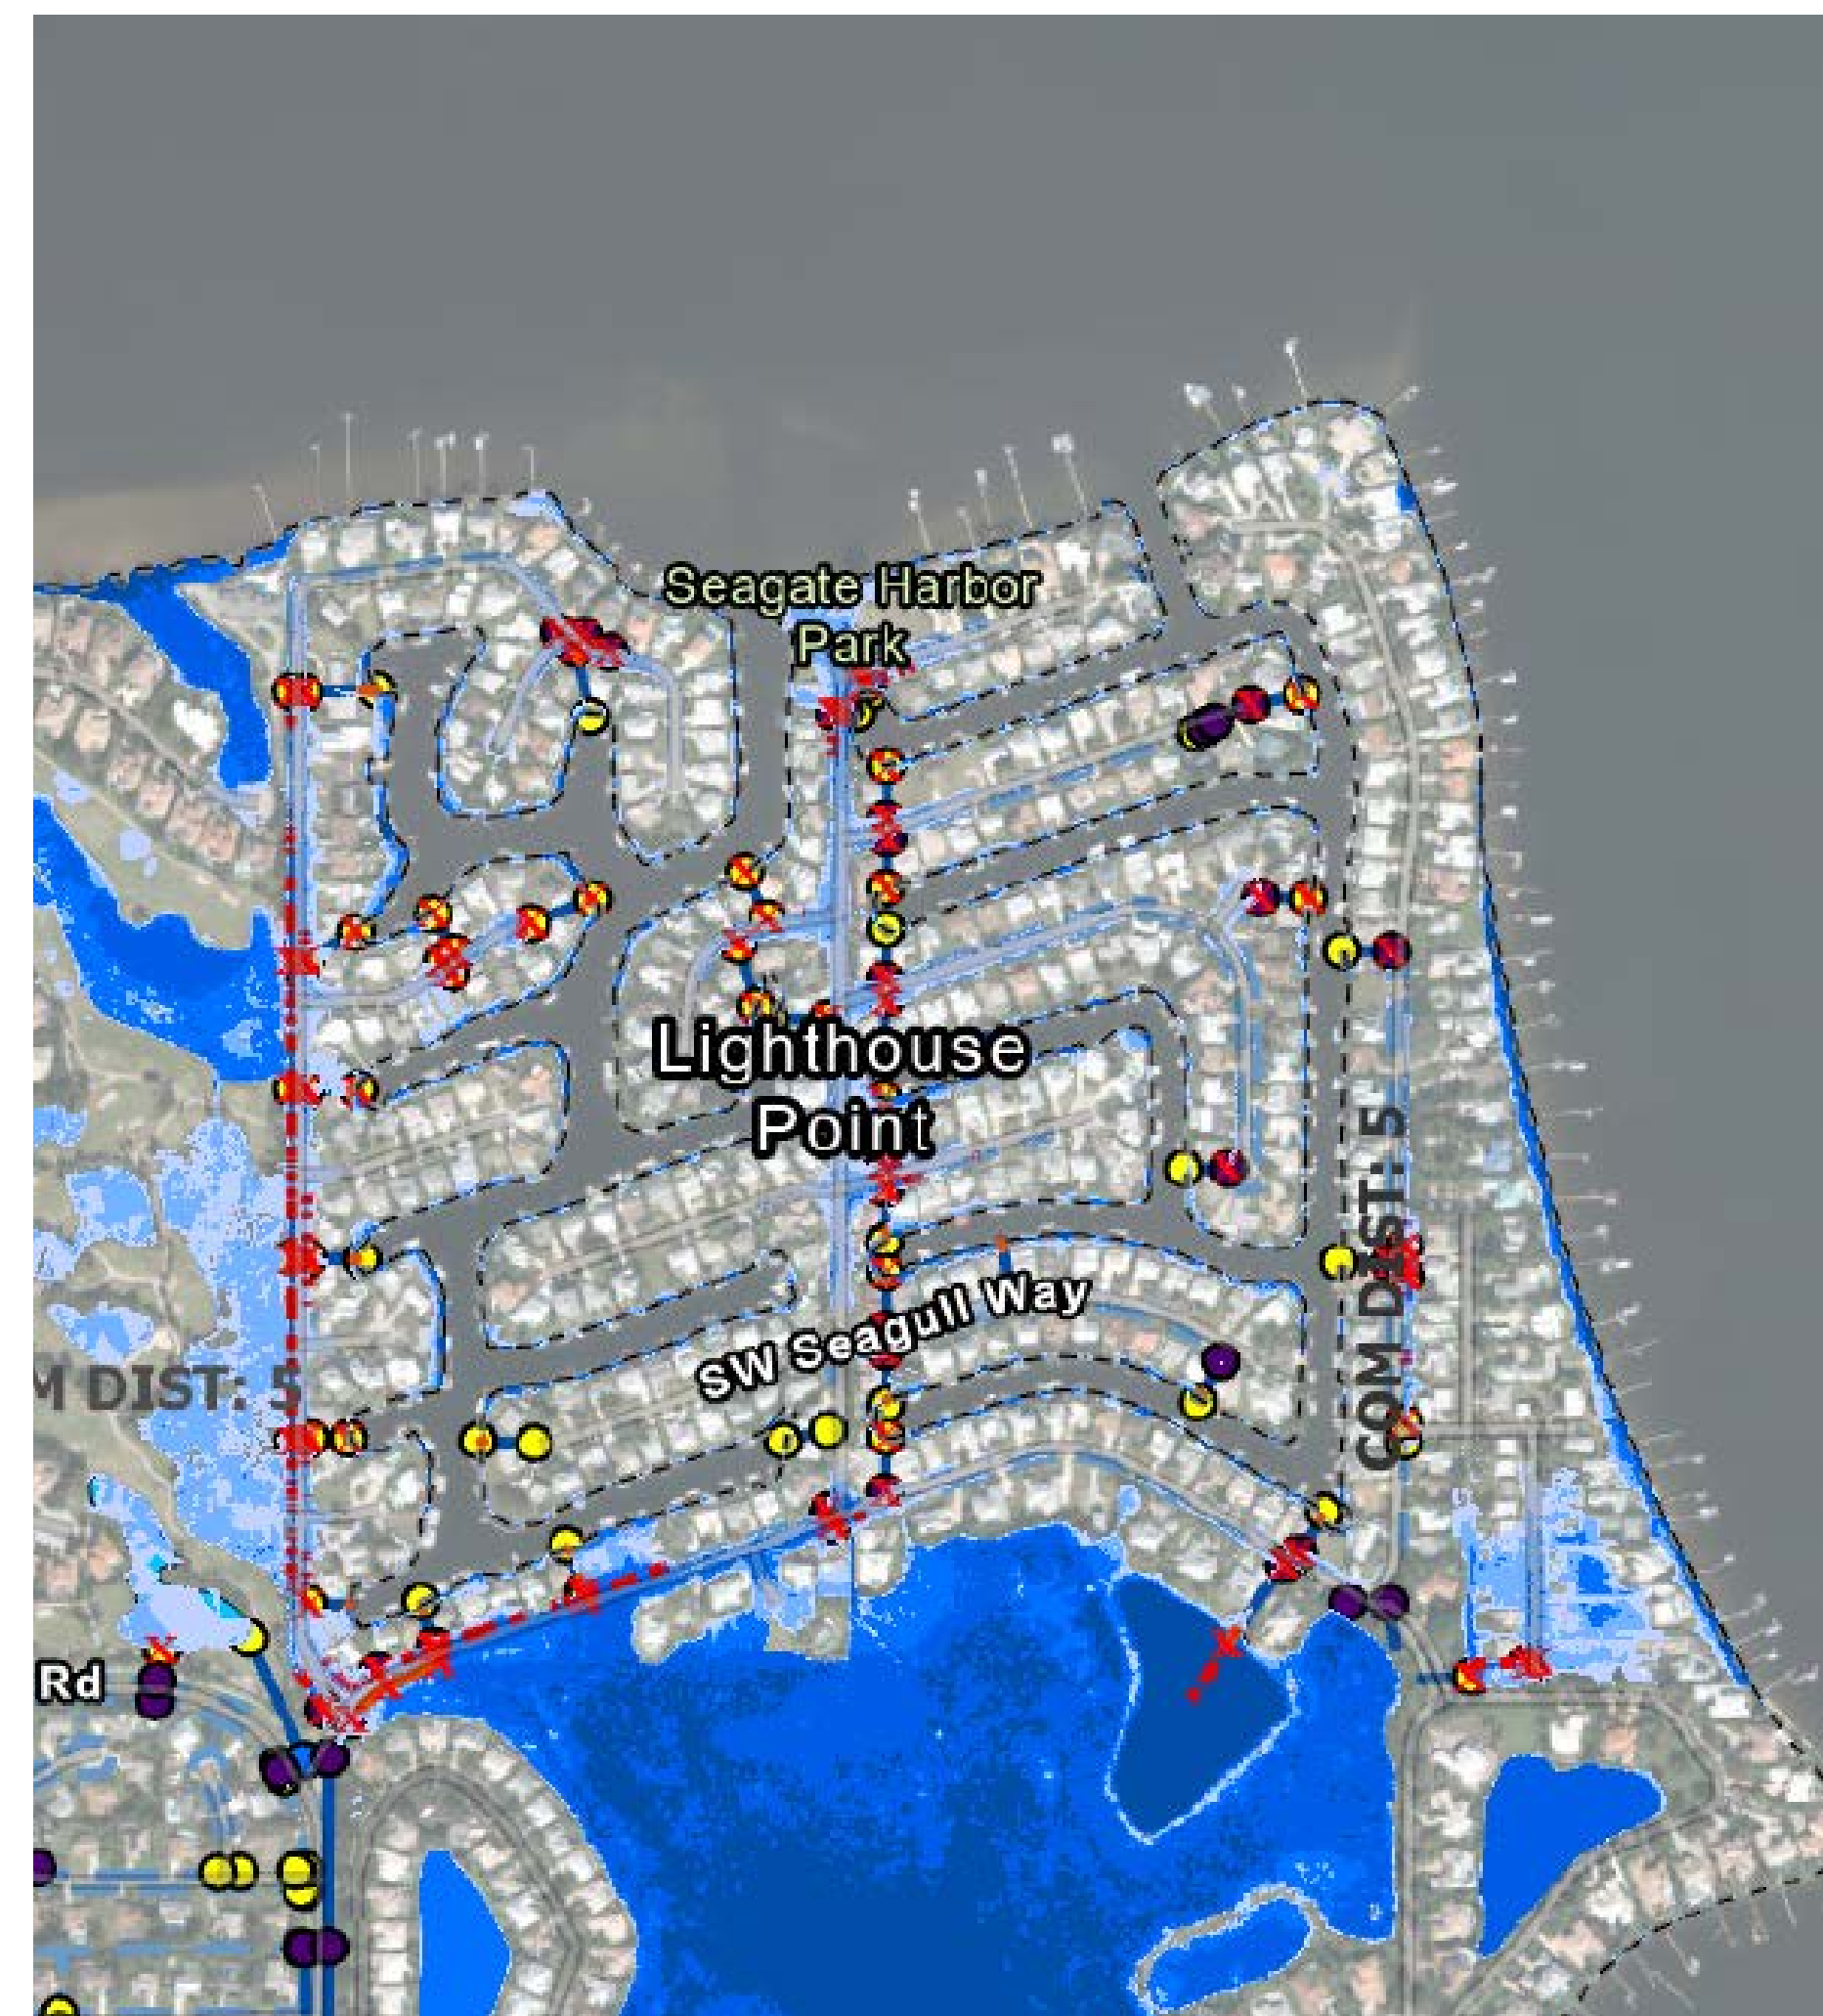 Seagate Harbor
Park
Lighthouse
Point
SW Seagull Way
COM DIST: 5
M DIST: 5
Rd